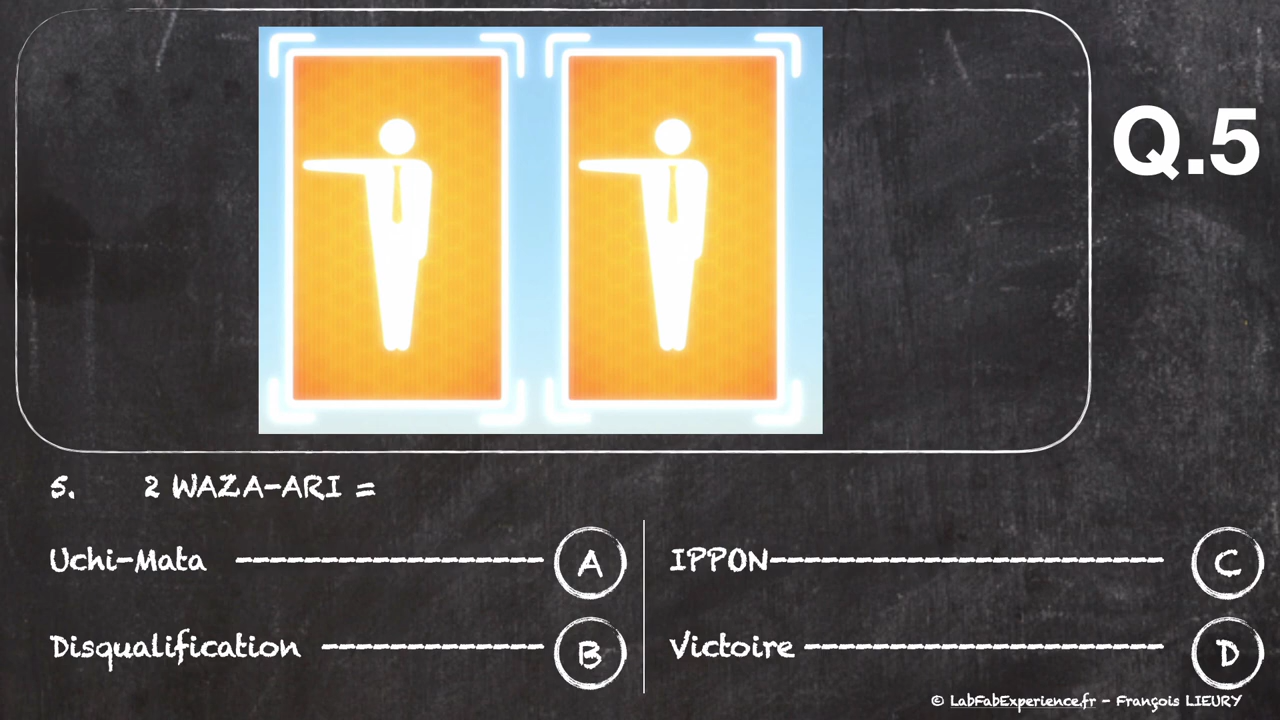 Q.5
5. 2 WAZA-ARI =
Uchi-Mata ------------------ A
Disqualification ------------- B
IPPON----------------------- C
Victoire --------------------- D
© LabFabExperience.fr - François LIEURY